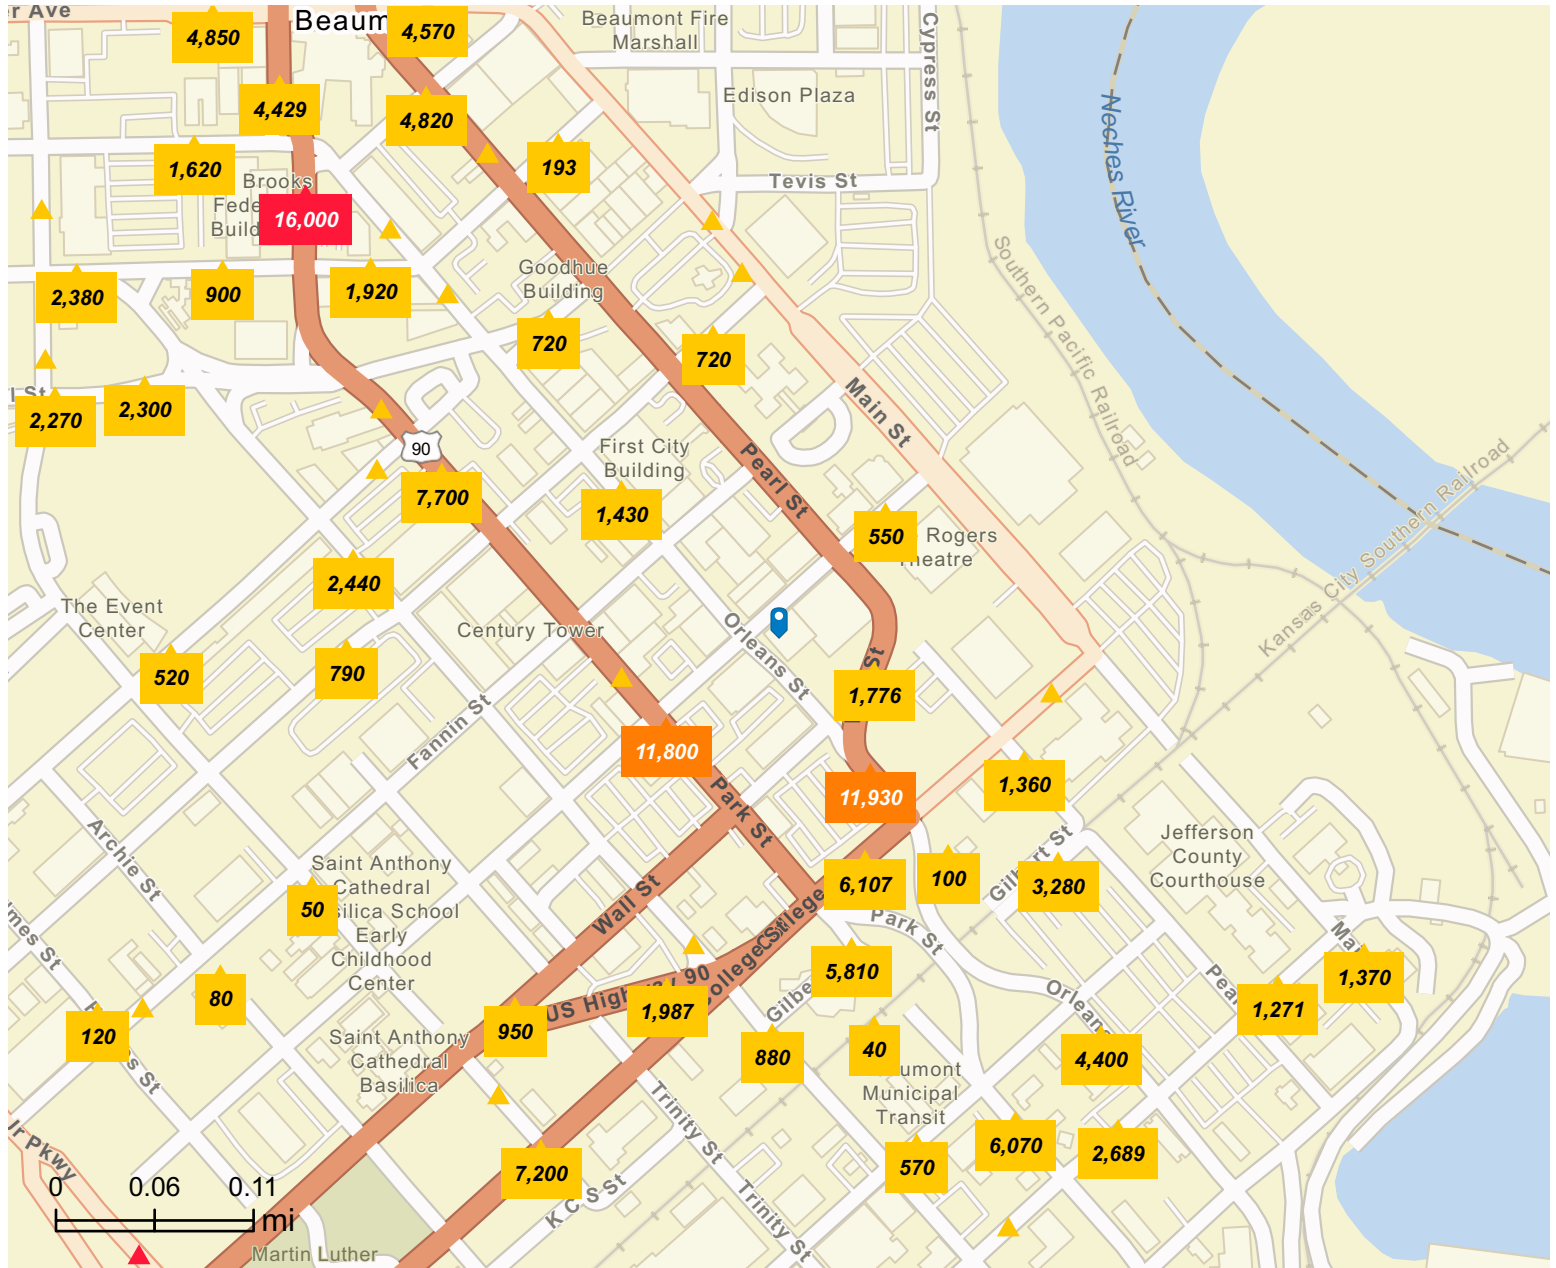 er Ave
Beaum
4,850
4,570
Beaumont Fire
Marshall
Cypress St
4,429
4,820
Edison Plaza
Neches River
1,620
193
Brooks
Fede
Build
16,000
Tevis St
Southern Pacific Railroad
2,380
900
1,920
Goodhue
Building
720
720
2,270
2,300
Main St
90
7,700
First City
Building
1,430
Pearl St
550
Rogers
Kansas City Southern Railroad
2,440
The Event
Center
Century Tower
Orleans St
St
520
790
1,776
Fannin St
11,800
11,930
1,360
Park St
Archie St
Jefferson
County
Courthouse
Saint Anthony
Cathedral
silica School
Early
Childhood
Center
50
Wall St
6,107
100
Gilbert St
3,280
College St
Park St
5,810
US Highway 90
College St
80
120
950
1,987
Gilbe
880
40
Orleans
Pea
Mai
1,271
1,370
Saint Anthony
Cathedral
Basilica
4,400
umont
Municipal
Transit
Trinity St
6,070
2,689
570
7,200
K C S St
Trinity St
Jr Pkwy
0 0.06 0.11
mi
Martin Luther